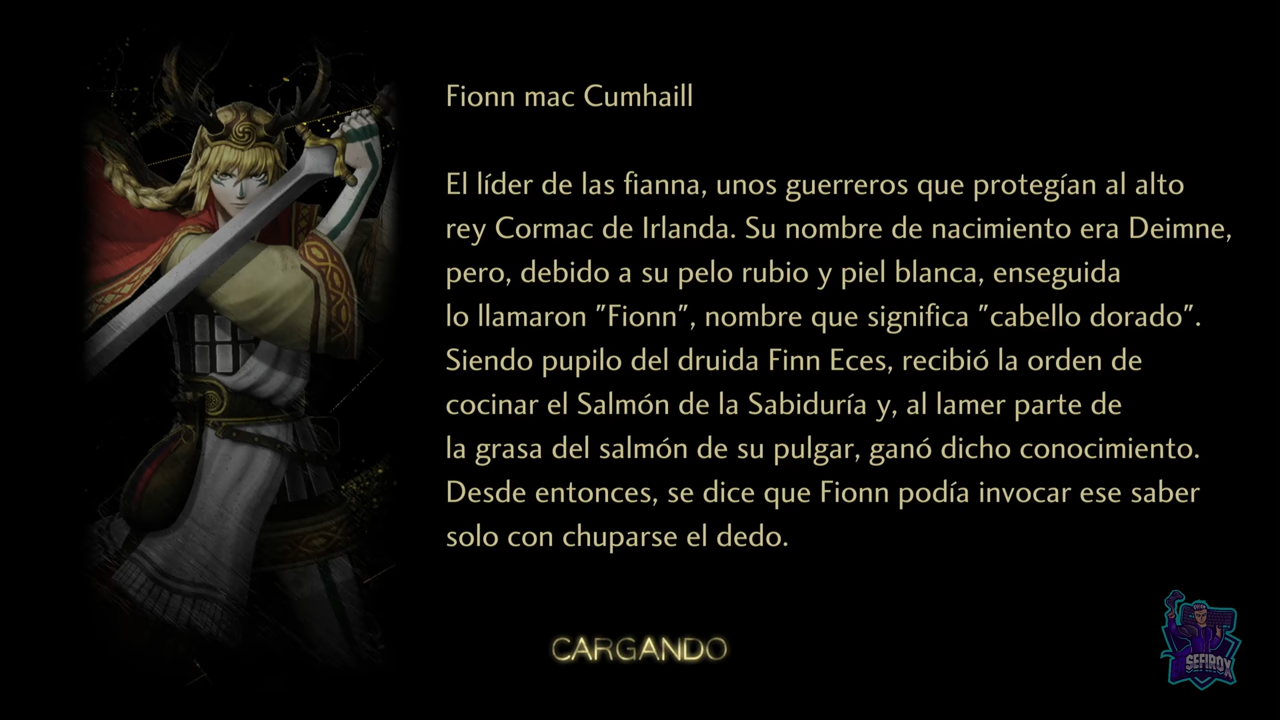 Fionn mac Cumhaill
El líder de las fianna, unos guerreros que protegían al alto
rey Cormac de Irlanda. Su nombre de nacimiento era Deimne,
pero, debido a su pelo rubio y piel blanca, enseguida
lo llamaron "Fionn", nombre que significa "cabello dorado".
Siendo pupilo del druida Finn Eces, recibió la orden de
cocinar el Salmón de la Sabiduría y, al lamer parte de
la grasa del salmón de su pulgar, ganó dicho conocimiento.
Desde entonces, se dice que Fionn podía invocar ese saber
solo con chuparse el dedo.
CARGANDO
SEFIROX